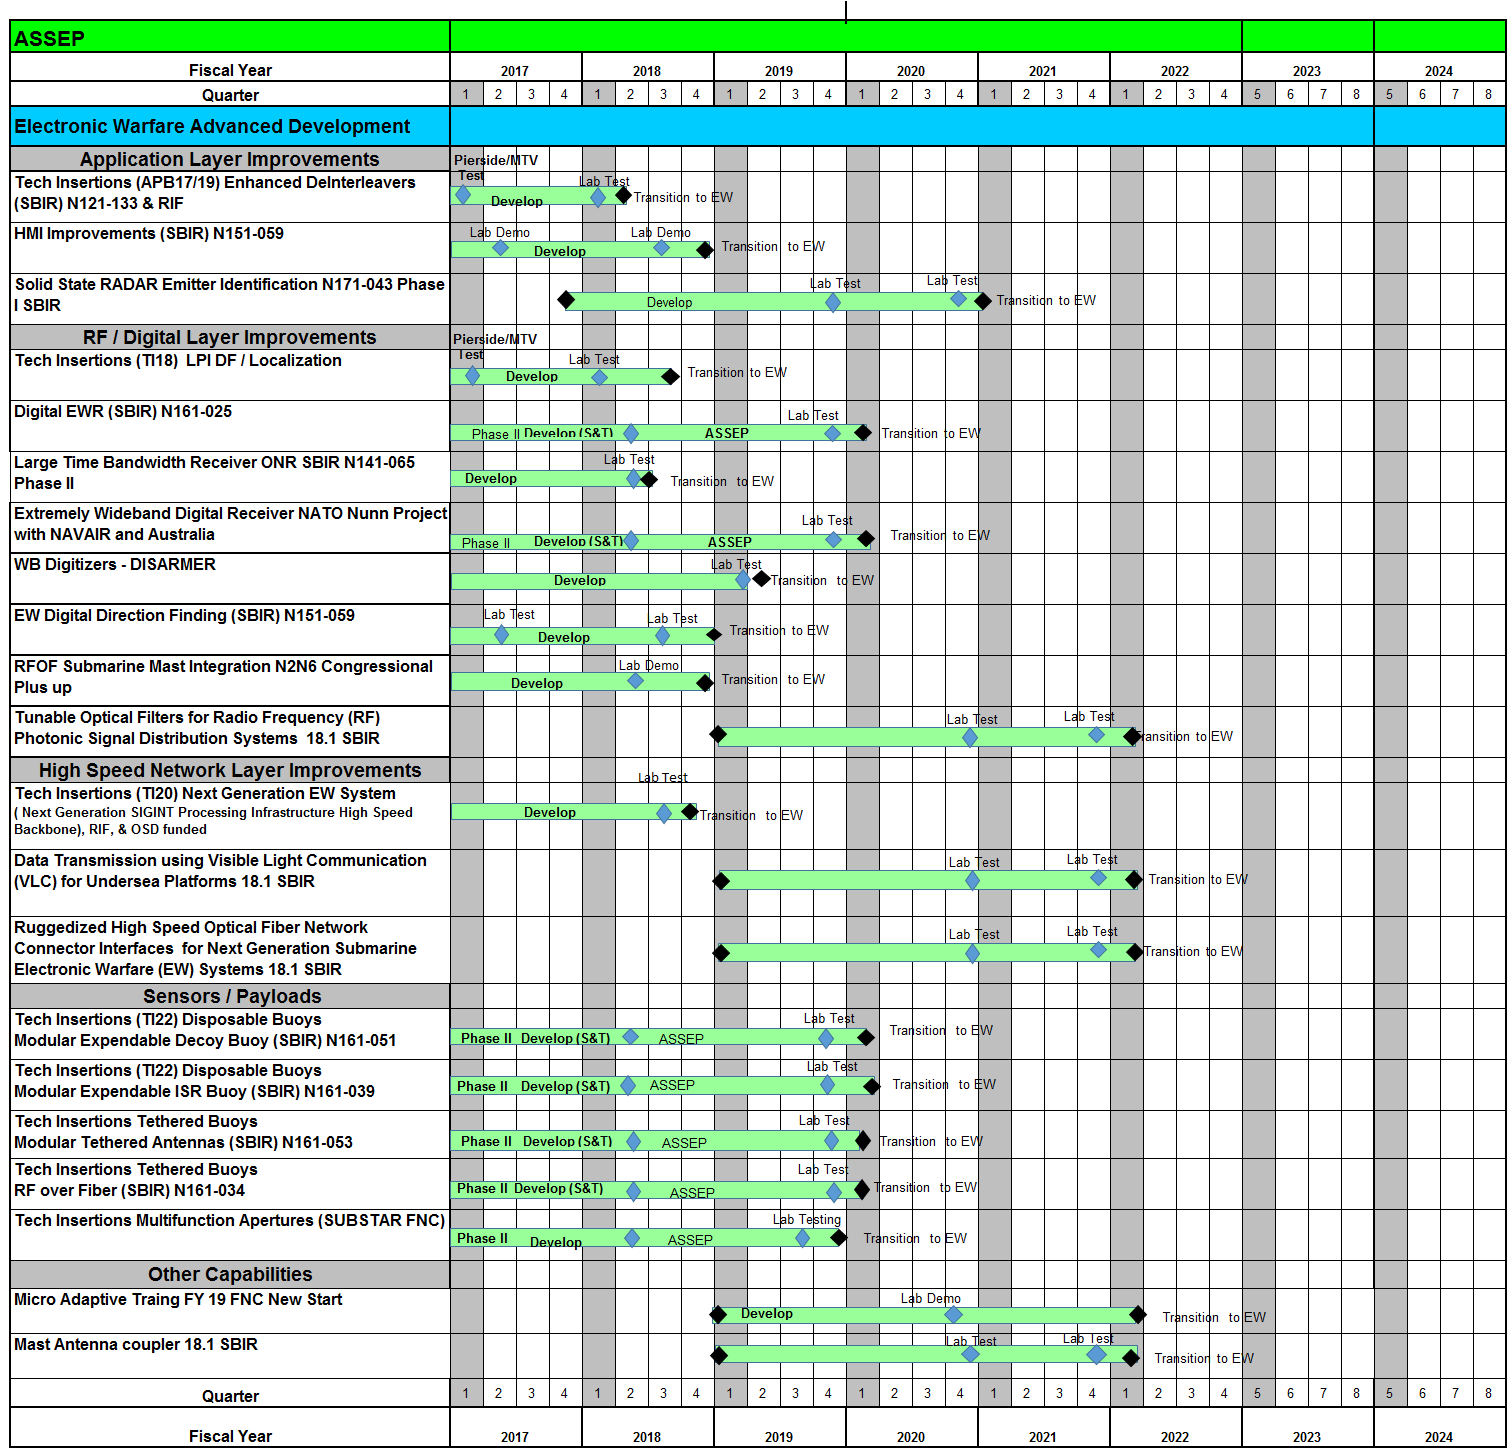 ASSEP
Fiscal Year 2017 2018 2019 2020 2021 2022 2023 2024
Quarter 1 2 3 4 1 2 3 4 1 2 3 4 1 2 3 4 1 2 3 4 1 2 3 4 5 6 7 8 5 6 7 8
Electronic Warfare Advanced Development
Application Layer Improvements
Pierside/MTV
Test
Tech Insertions (APB17/19) Enhanced DeInterleavers
(SBIR) N121-133 & RIF
Develop
Lab Test
Transition to EW
HMI Improvements (SBIR) N151-059
Lab Demo
Develop
Lab Demo
Transition to EW
Solid State RADAR Emitter Identification N171-043 Phase
I SBIR
Develop
Lab Test
Lab Test
Transition to EW
RF / Digital Layer Improvements
Pierside/MTV
Test
Tech Insertions (TI18) LPI DF / Localization
Develop
Lab Test
Transition to EW
Digital EWR (SBIR) N161-025
Phase II Develop (S&T)
ASSEP
Lab Test
Transition to EW
Large Time Bandwidth Receiver ONR SBIR N141-065
Phase II
Develop
Lab Test
Transition to EW
Extremely Wideband Digital Receiver NATO Nunn Project
with NAVAIR and Australia
Phase II Develop (S&T)
ASSEP
Lab Test
Transition to EW
WB Digitizers - DISARMER
Develop
Lab Test
Transition to EW
EW Digital Direction Finding (SBIR) N151-059
Lab Test
Develop
Lab Test
Transition to EW
RFOF Submarine Mast Integration N2N6 Congressional
Plus up
Develop
Lab Demo
Transition to EW
Tunable Optical Filters for Radio Frequency (RF)
Photonic Signal Distribution Systems 18.1 SBIR
Lab Test
Lab Test
Transition to EW
High Speed Network Layer Improvements
Tech Insertions (TI20) Next Generation EW System
( Next Generation SIGINT Processing Infrastructure High Speed
Backbone), RIF, & OSD funded
Develop
Lab Test
Transition to EW
Data Transmission using Visible Light Communication
(VLC) for Undersea Platforms 18.1 SBIR
Lab Test
Lab Test
Transition to EW
Ruggedized High Speed Optical Fiber Network
Connector Interfaces for Next Generation Submarine
Electronic Warfare (EW) Systems 18.1 SBIR
Lab Test
Lab Test
Transition to EW
Sensors / Payloads
Tech Insertions (TI22) Disposable Buoys
Modular Expendable Decoy Buoy (SBIR) N161-051
Phase II Develop (S&T)
ASSEP
Lab Test
Transition to EW
Tech Insertions (TI22) Disposable Buoys
Modular Expendable ISR Buoy (SBIR) N161-039
Phase II Develop (S&T)
ASSEP
Lab Test
Transition to EW
Tech Insertions Tethered Buoys
Modular Tethered Antennas (SBIR) N161-053
Phase II Develop (S&T)
ASSEP
Lab Test
Transition to EW
Tech Insertions Tethered Buoys
RF over Fiber (SBIR) N161-034
Phase II Develop (S&T)
ASSEP
Lab Test
Transition to EW
Tech Insertions Multifunction Apertures (SUBSTAR FNC)
Phase II
Develop
ASSEP
Lab Testing
Transition to EW
Other Capabilities
Micro Adaptive Traing FY 19 FNC New Start
Develop
Lab Demo
Transition to EW
Mast Antenna coupler 18.1 SBIR
Lab Test
Lab Test
Transition to EW
Quarter 1 2 3 4 1 2 3 4 1 2 3 4 1 2 3 4 1 2 3 4 1 2 3 4 5 6 7 8 5 6 7 8
Fiscal Year 2017 2018 2019 2020 2021 2022 2023 2024